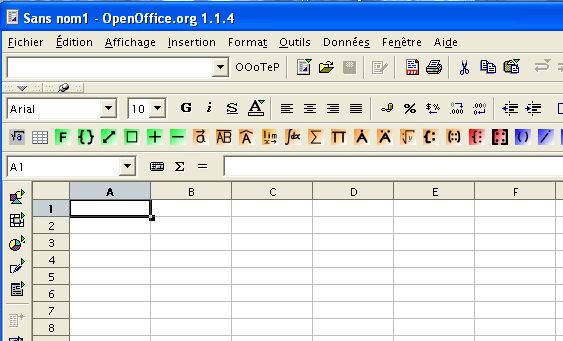 Sans nom1 - OpenOffice.org 1.1.4
Fichier Édition Affichage Insertion Format Outils Données Fenêtre Aide
OOoTeP
Arial 10 G i S A
A1 Σ =
A B C D E F
1
2
3
4
5
6
7
8